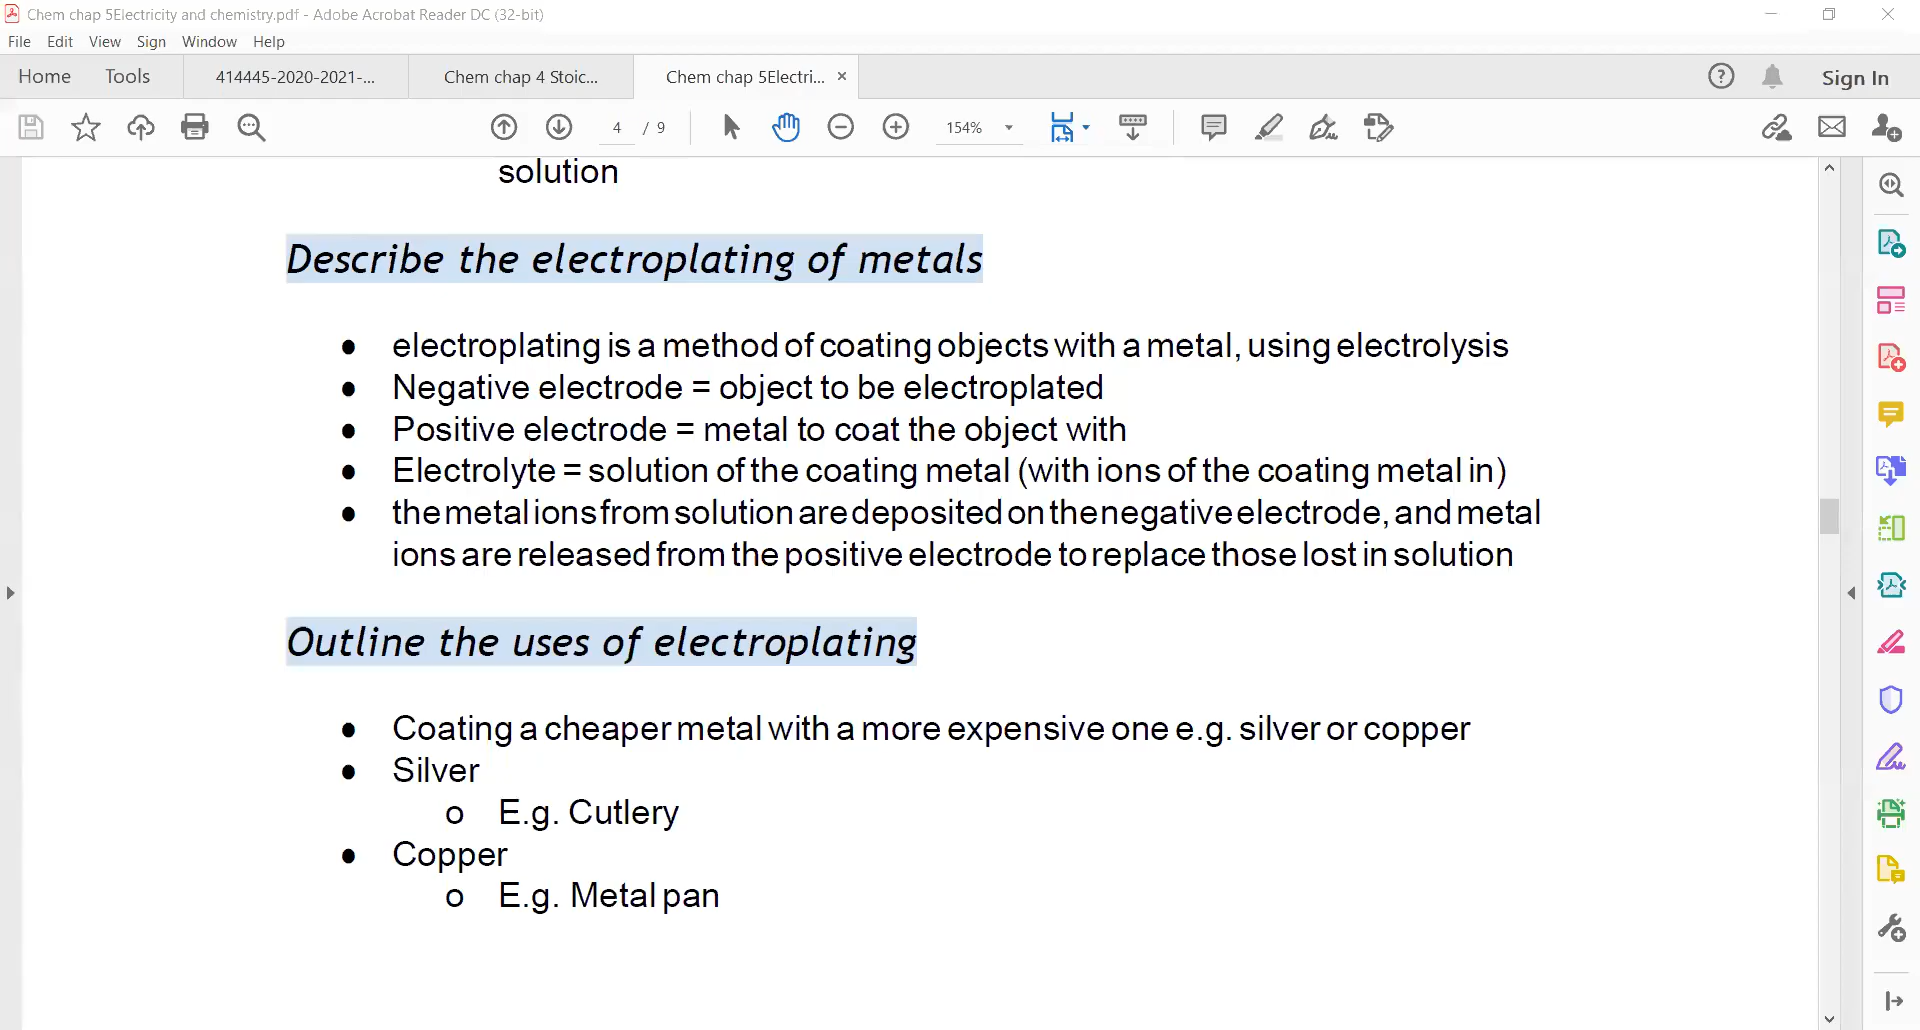 Chem chap 5Electricity and chemistry.pdf - Adobe Acrobat Reader DC (32-bit)
File Edit View Sign Window Help
Home Tools 414445-2020-2021-... Chem chap 4 Stoic... Chem chap 5Electri... ×
Sign In
4 / 9 154%
solution
Describe the electroplating of metals
● electroplating is a method of coating objects with a metal, using electrolysis
● Negative electrode = object to be electroplated
● Positive electrode = metal to coat the object with
● Electrolyte = solution of the coating metal (with ions of the coating metal in)
● the metal ions from solution are deposited on the negative electrode, and metal
ions are released from the positive electrode to replace those lost in solution
Outline the uses of electroplating
● Coating a cheaper metal with a more expensive one e.g. silver or copper
● Silver
o E.g. Cutlery
● Copper
o E.g. Metal pan